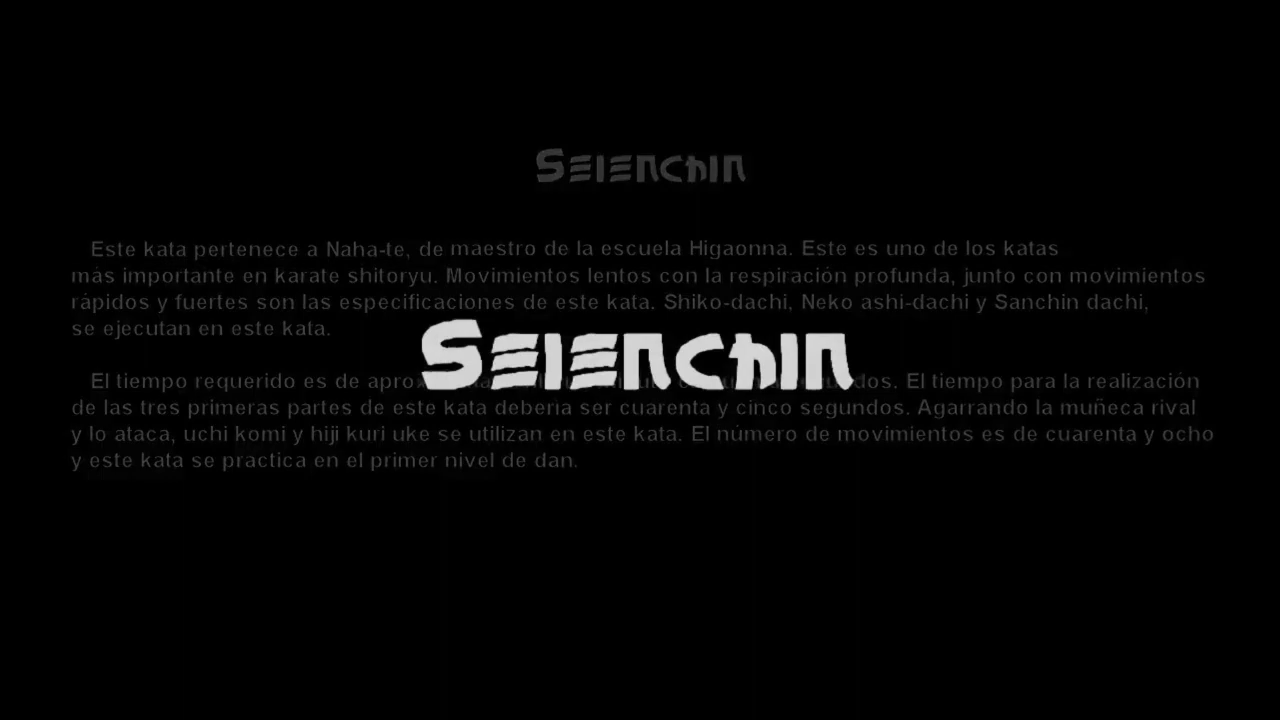 Seienchin
Este kata pertenece a Naha-te, de maestro de la escuela Higaonna. Este es uno de los katas
más importante en karate shitoryu. Movimientos lentos con la respiración profunda, junto con movimientos
rápidos y fuertes son las especificaciones de este kata. Shiko-dachi, Neko ashi-dachi y Sanchin dachi,
se ejecutan en este kata.
Seienchin
El tiempo requerido es de El tiempo para la realización
de las tres primeras partes de este kata debería ser cuarenta y cinco segundos. Agarrando la muñeca rival
y lo ataca, uchi komi y hiji kuri uke se utilizan en este kata. El número de movimientos es de cuarenta y ocho
y este kata se practica en el primer nivel de dan.